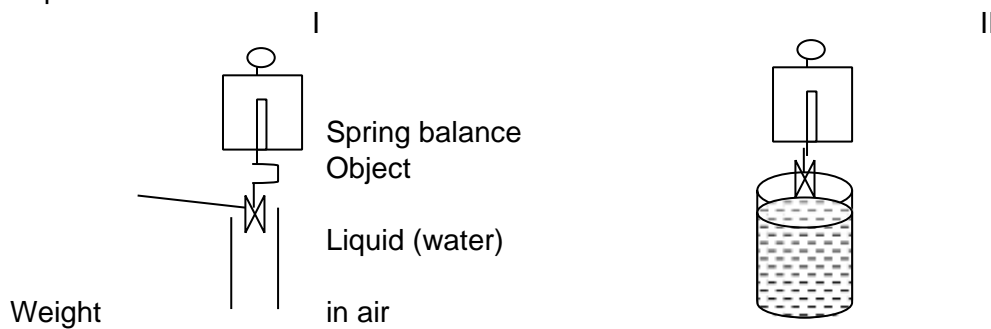 I II
Spring balance
Object
Liquid (water)
Weight in air